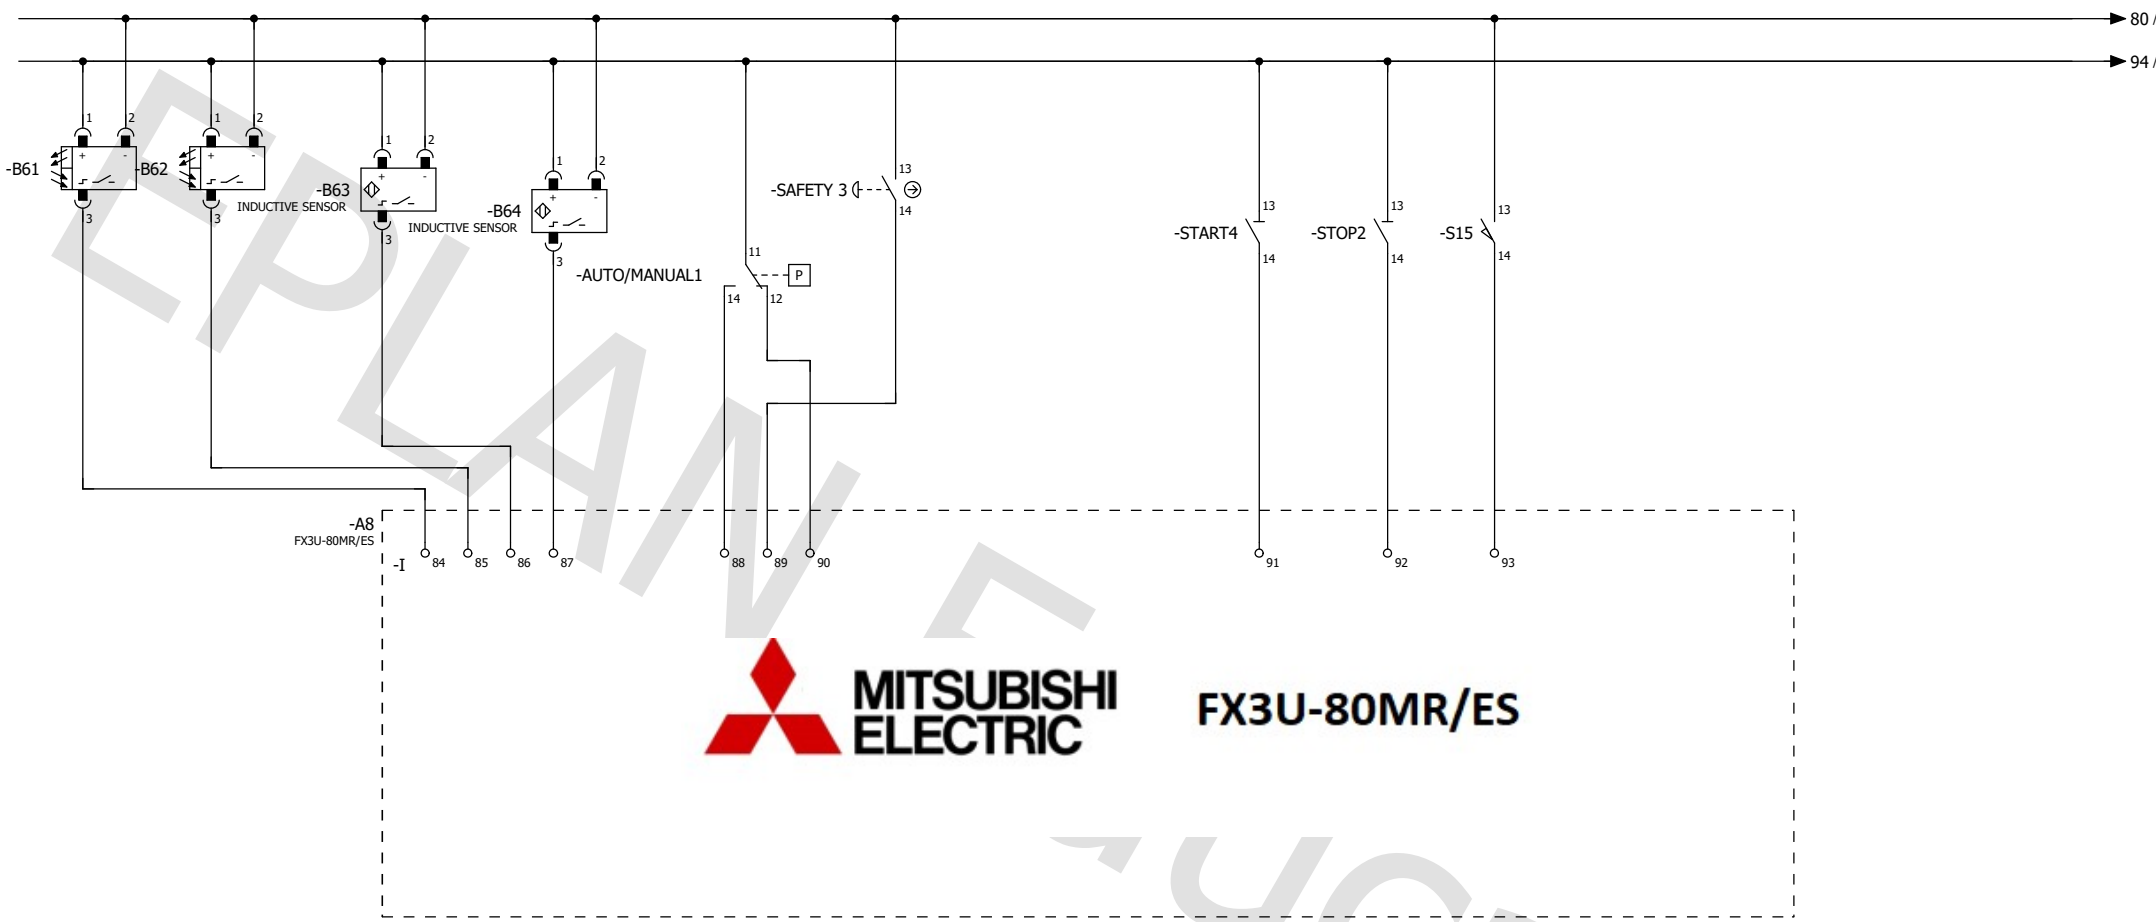 80 /
94 /
1 2 1 2
1 2
1 2
+ - + -
+ -
+ -
-B61
-B62
-B63
INDUCTIVE SENSOR
-B64
INDUCTIVE SENSOR
3 3
3
3
-AUTO/MANUAL1
11
P
14 12
-SAFETY 3
13
14
-START4
13
14
-STOP2
13
14
-S15
13
14
-A8
FX3U-80MR/ES
-I 84 85 86 87 88 89 90 91 92 93
MITSUBISHI
ELECTRIC
FX3U-80MR/ES
EPLAN